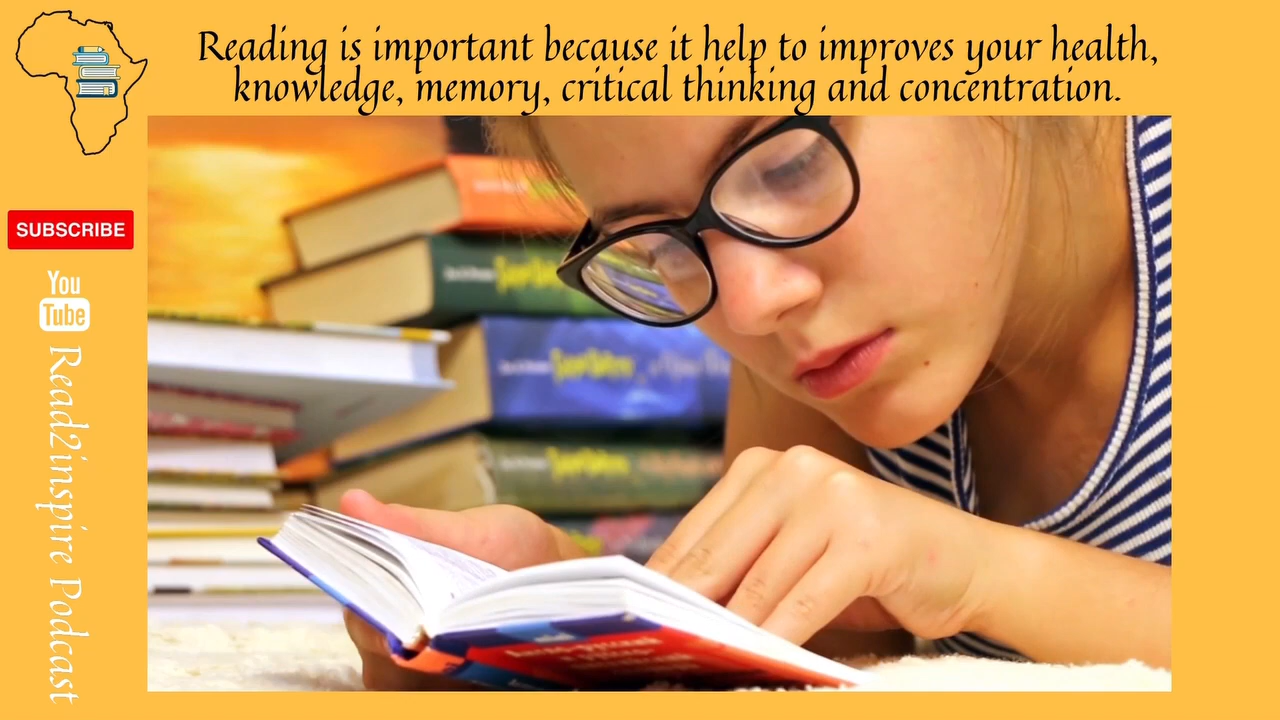 Reading is important because it help to improves your health,
knowledge, memory, critical thinking and concentration.
SUBSCRIBE
You
Tube
Read2inspire Podcast